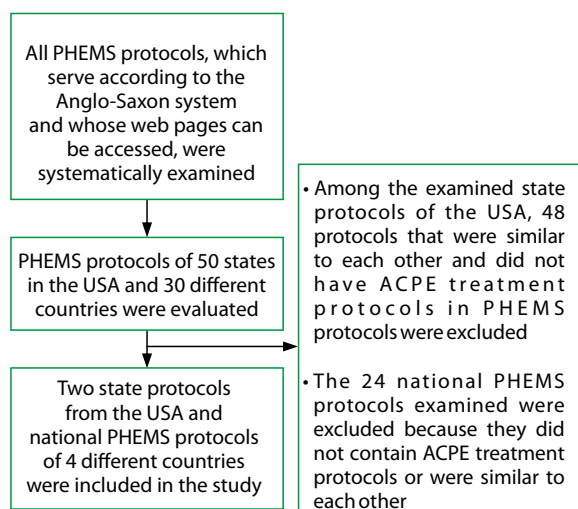 All PHEMS protocols, which
serve according to the
Anglo-Saxon system
and whose web pages can
be accessed, were
systematically examined
PHEMS protocols of 50 states
in the USA and 30 different
countries were evaluated
Two state protocols
from the USA and
national PHEMS protocols
of 4 different countries
were included in the study
• Among the examined state
protocols of the USA, 48
protocols that were similar
to each other and did not
have ACPE treatment
protocols in PHEMS
protocols were excluded
• The 24 national PHEMS
protocols examined were
excluded because they did
not contain ACPE treatment
protocols or were similar to
each other